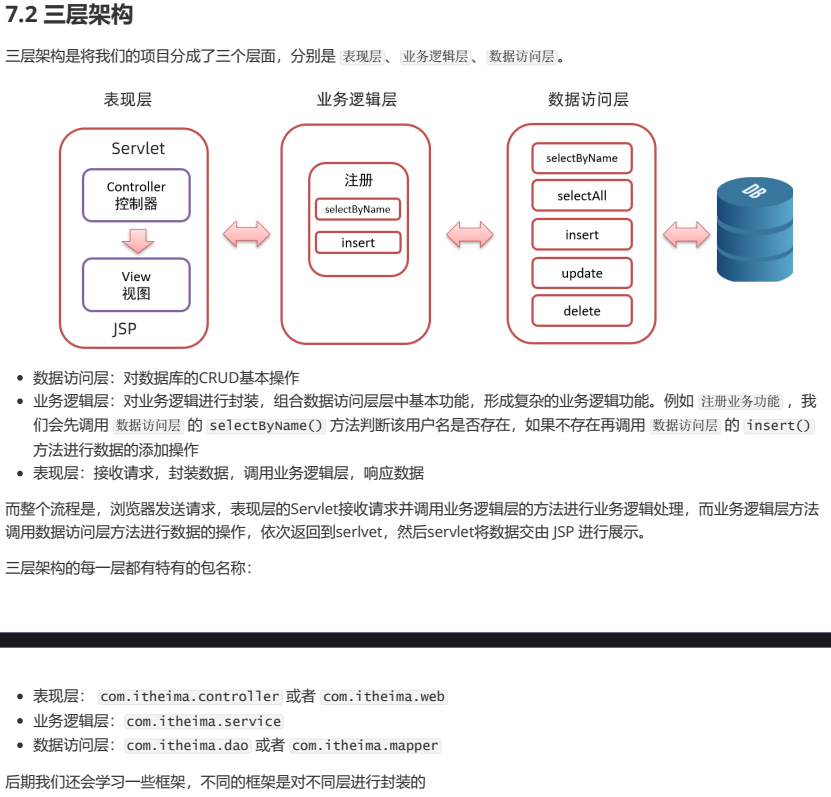 7.2 三层架构
三层架构是将我们的项目分成了三个层面，分别是 表现层、 业务逻辑层、 数据访问层。
表现层 业务逻辑层 数据访问层
Servlet
Controller
控制器
View
视图
JSP
注册
selectByName
insert
selectByName
selectAll
insert
update
delete
DB
• 数据访问层：对数据库的CRUD基本操作
• 业务逻辑层：对业务逻辑进行封装，组合数据访问层层中基本功能，形成复杂的业务逻辑功能。例如 注册业务功能 ，我
们会先调用 数据访问层 的 selectByName() 方法判断该用户名是否存在，如果不存在再调用 数据访问层 的 insert()
方法进行数据的添加操作
• 表现层：接收请求，封装数据，调用业务逻辑层，响应数据
而整个流程是，浏览器发送请求，表现层的Servlet接收请求并调用业务逻辑层的方法进行业务逻辑处理，而业务逻辑层方法
调用数据访问层方法进行数据的操作，依次返回到serlvet，然后servlet将数据交由 JSP 进行展示。
三层架构的每一层都有特有的包名称：
• 表现层： com.itheima.controller 或者 com.itheima.web
• 业务逻辑层：com.itheima.service
• 数据访问层：com.itheima.dao 或者 com.itheima.mapper
后期我们还会学习一些框架，不同的框架是对不同层进行封装的